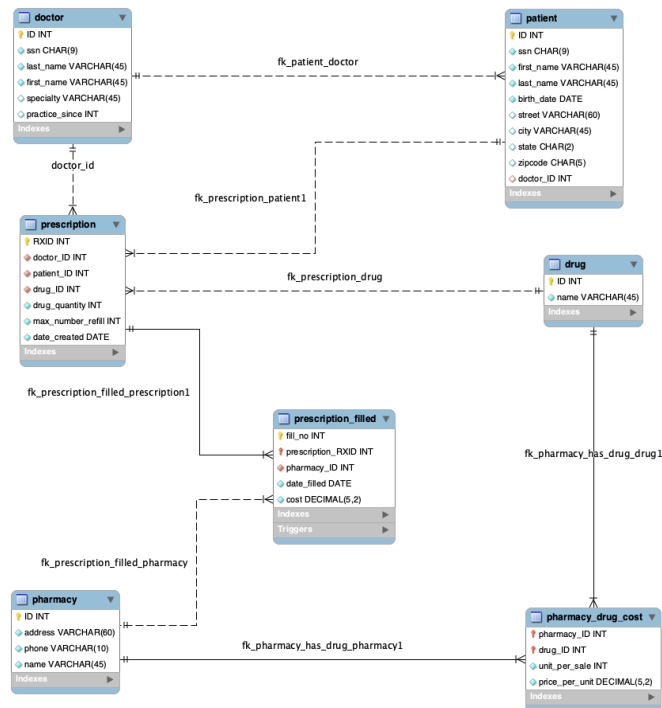 doctor
ID INT
ssn CHAR(9)
last_name VARCHAR(45)
first_name VARCHAR(45)
specialty VARCHAR(45)
practice_since INT
Indexes
patient
ID INT
ssn CHAR(9)
first_name VARCHAR(45)
last_name VARCHAR(45)
birth_date DATE
street VARCHAR(60)
city VARCHAR(45)
state CHAR(2)
zipcode CHAR(5)
doctor_ID INT
Indexes
fk_patient_doctor
doctor_id
fk_prescription_patient1
prescription
RXID INT
doctor_ID INT
patient_ID INT
drug_ID INT
drug_quantity INT
max_number_refill INT
date_created DATE
Indexes
fk_prescription_drug
drug
ID INT
name VARCHAR(45)
Indexes
fk_prescription_filled_prescription1
prescription_filled
fill_no INT
prescription_RXID INT
pharmacy_ID INT
date_filled DATE
cost DECIMAL(5,2)
Indexes
Triggers
fk_pharmacy_has_drug_drug1
fk_prescription_filled_pharmacy
pharmacy
ID INT
address VARCHAR(60)
phone VARCHAR(10)
name VARCHAR(45)
Indexes
fk_pharmacy_has_drug_pharmacy1
pharmacy_drug_cost
pharmacy_ID INT
drug_ID INT
unit_per_sale INT
price_per_unit DECIMAL(5,2)
Indexes